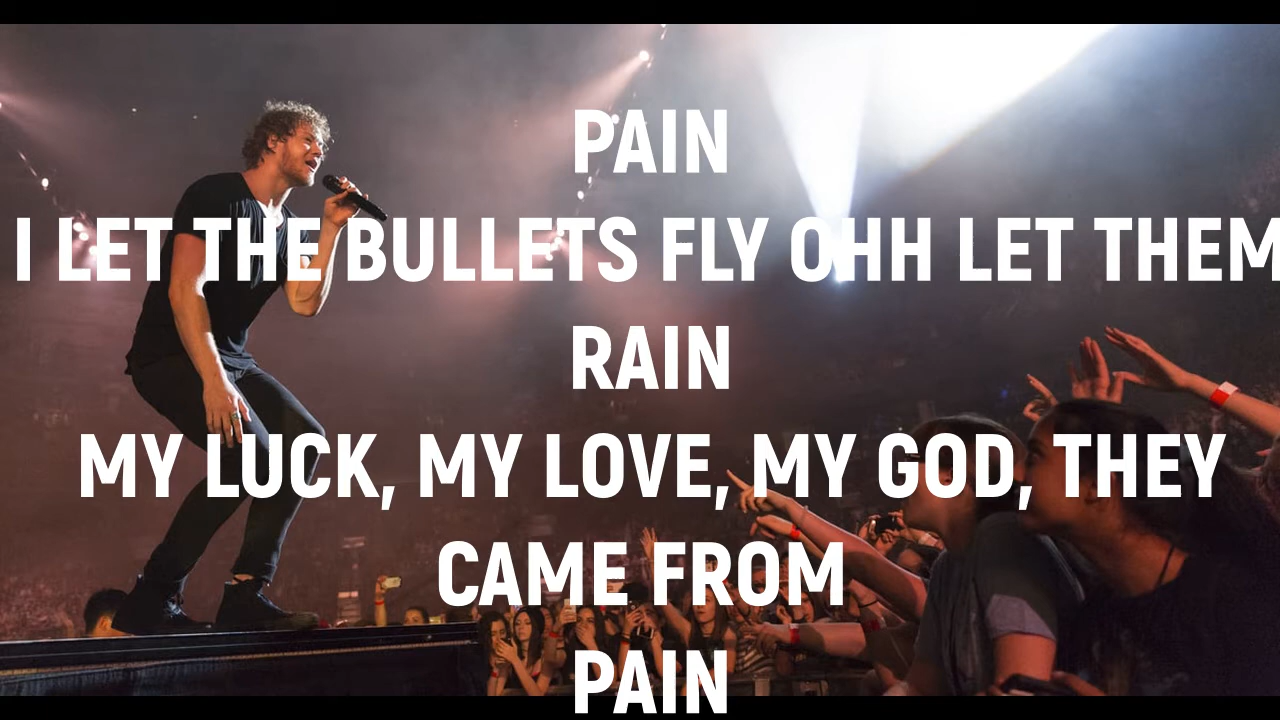 PAIN
I LET THE BULLETS FLY OHH LET THEM
RAIN
MY LUCK, MY LOVE, MY GOD, THEY
CAME FROM
PAIN